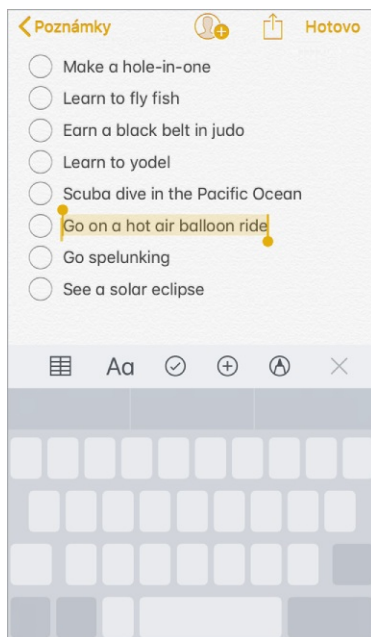 Poznámky Hotovo
Make a hole-in-one
Learn to fly fish
Earn a black belt in judo
Learn to yodel
Scuba dive in the Pacific Ocean
Go on a hot air balloon ride
Go spelunking
See a solar eclipse
Aa